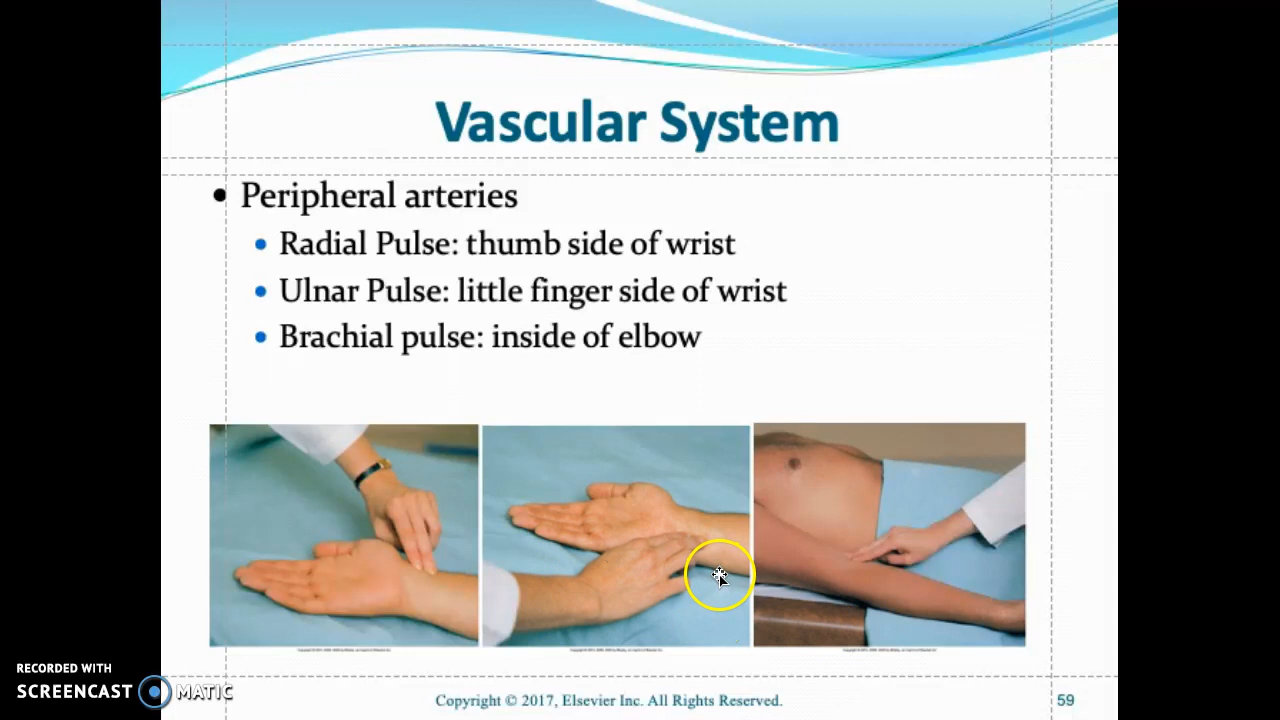 Vascular System
• Peripheral arteries
• Radial Pulse: thumb side of wrist
• Ulnar Pulse: little finger side of wrist
• Brachial pulse: inside of elbow
RECORDED WITH
SCREENCAST MATIC
Copyright © 2017, Elsevier Inc. All Rights Reserved.
59